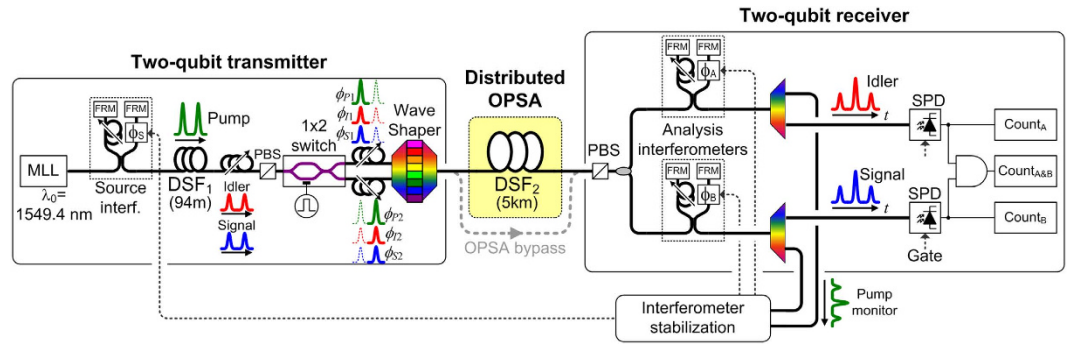 Two-qubit receiver
Two-qubit transmitter
Distributed
OPSA
FRM
FRM
ϕS
Source
interf.
MLL
λ0=
1549.4 nm
Pump
DSF1
(94m)
Idler
Signal
PBS
1x2
switch
ϕP1
ϕI1
ϕS1
ϕP2
ϕI2
ϕS2
Wave
Shaper
DSF2
(5km)
OPSA bypass
PBS
FRM
FRM
ϕA
Analysis
interferometers
FRM
FRM
ϕB
Idler
t
SPD
Signal
t
SPD
Gate
CountA
CountA&B
CountB
Interferometer
stabilization
Pump
monitor